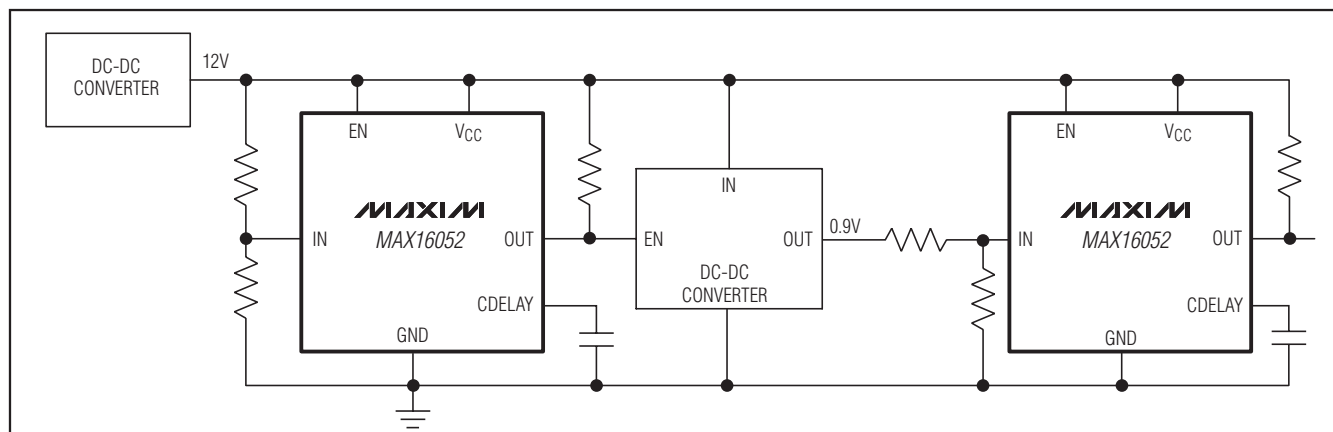 DC-DC
CONVERTER
12V
EN
VCC
MAXIM
MAX16052
IN
OUT
CDELAY
GND
IN
EN
OUT
DC-DC
CONVERTER
0.9V
EN
VCC
MAXIM
MAX16052
IN
OUT
CDELAY
GND